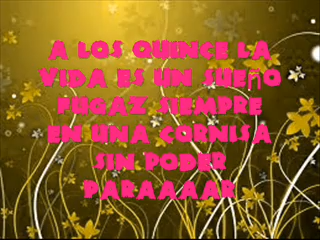 A LOS QUINCE LA
VIDA ES UN SUEÑO
FUGAZ SIEMPRE
EN UNA CORNISA
SIN PODER
PARAAAAR